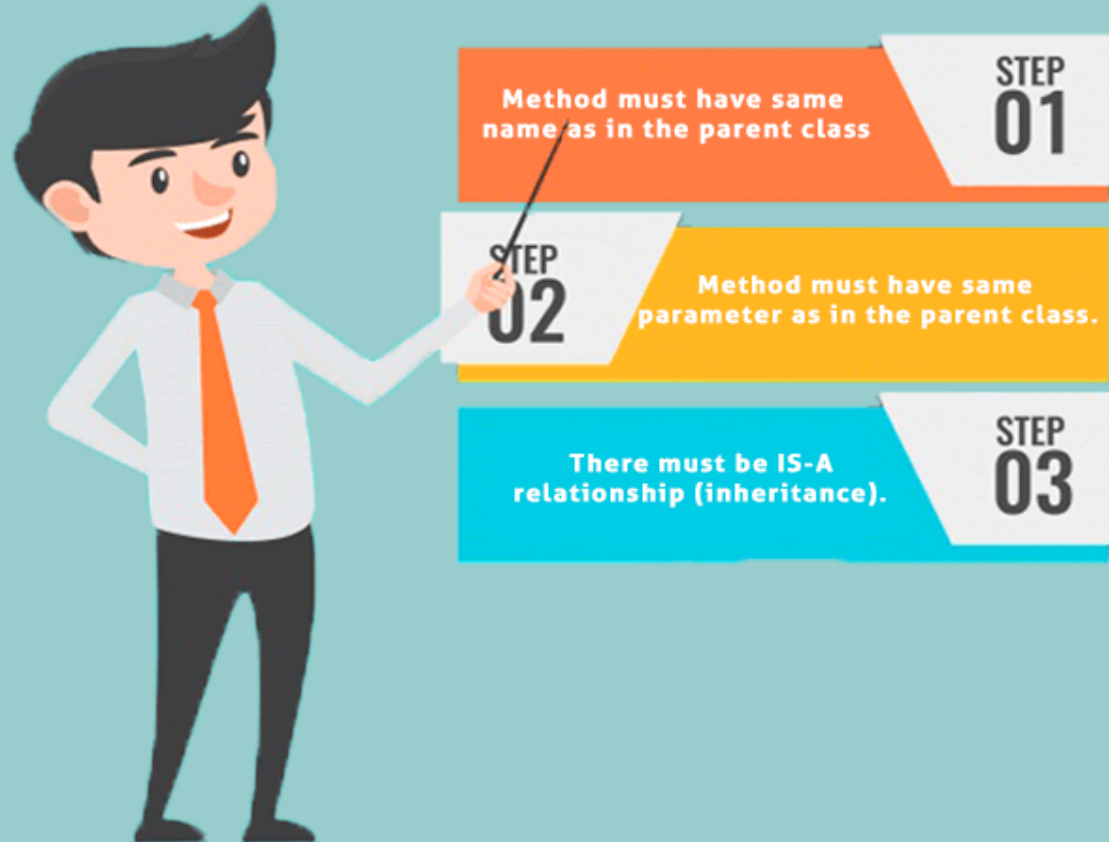 Method must have same
name as in the parent class
STEP
01
STEP
02
Method must have same
parameter as in the parent class.
There must be IS-A
relationship (inheritance).
STEP
03